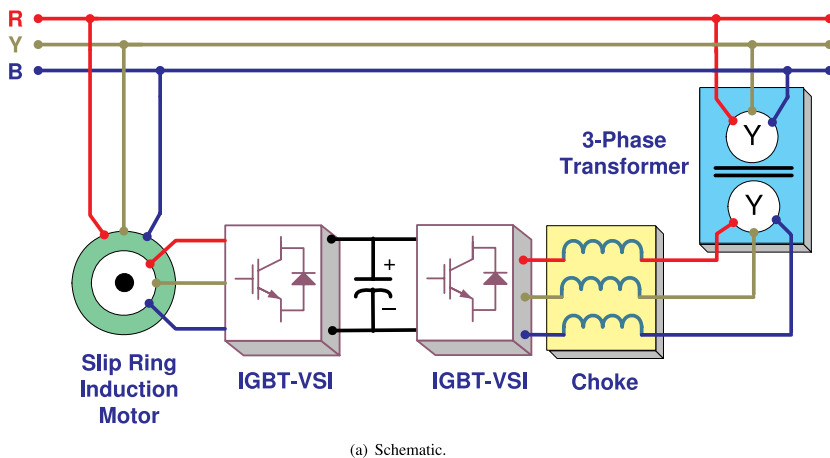 R
Y
B
3-Phase
Transformer
Y
Y
+
−
Slip Ring
Induction
Motor
IGBT-VSI
IGBT-VSI
Choke
(a) Schematic.